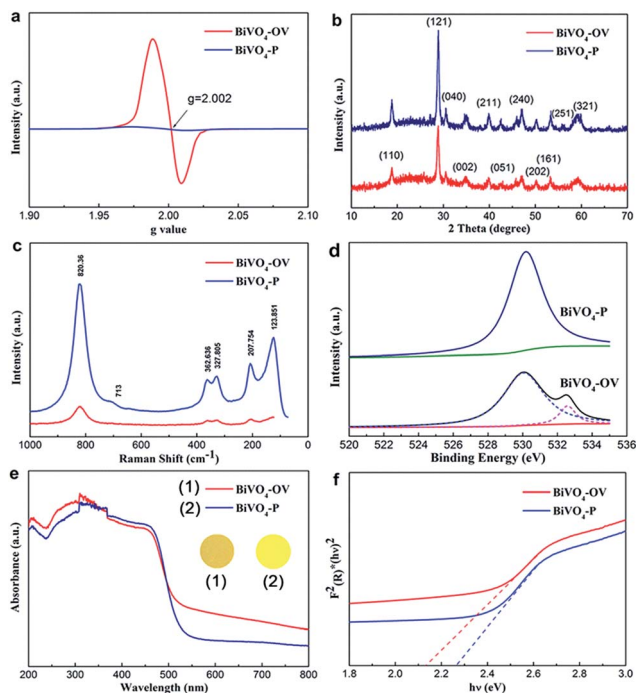 a
BiVO4-OV
BiVO4-P
g=2.002
Intensity (a.u.)
1.90 1.95 2.00 2.05 2.10
g value
b
BiVO4-OV
BiVO4-P
(121)
(040)
(211)
(240)
(251)
(321)
(110)
(002)
(051)
(202)
(161)
Intensity (a.u.)
10 20 30 40 50 60 70
2 Theta (degree)
c
BiVO4-OV
BiVO4-P
820.36
713
362.636
327.805
207.754
123.851
Intensity (a.u.)
1000 800 600 400 200 0
Raman Shift (cm-1)
d
BiVO4-P
BiVO4-OV
Intensity (a.u.)
520 522 524 526 528 530 532 534 536
Binding Energy (eV)
e
(1) BiVO4-OV
(2) BiVO4-P
(1) (2)
Absorbance (a.u.)
200 300 400 500 600 700 800
Wavelength (nm)
f
BiVO4-OV
BiVO4-P
F2(R)*(hv)2
1.8 2.0 2.2 2.4 2.6 2.8 3.0
hv (eV)